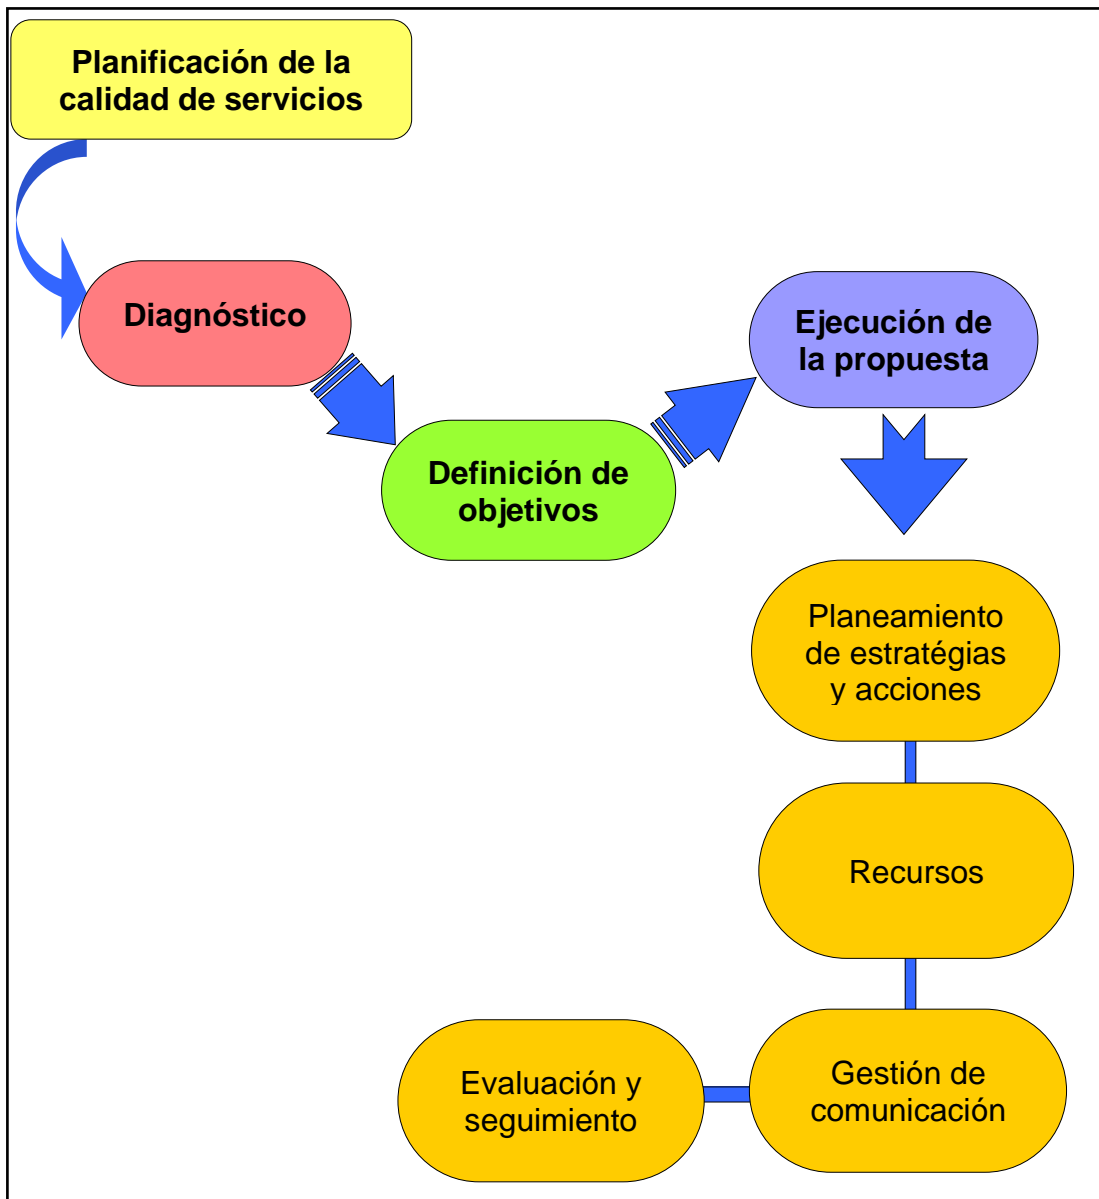 Planificación de la
calidad de servicios
Diagnóstico
Definición de
objetivos
Ejecución de
la propuesta
Planeamiento
de estratégias
y acciones
Recursos
Gestión de
comunicación
Evaluación y
seguimiento